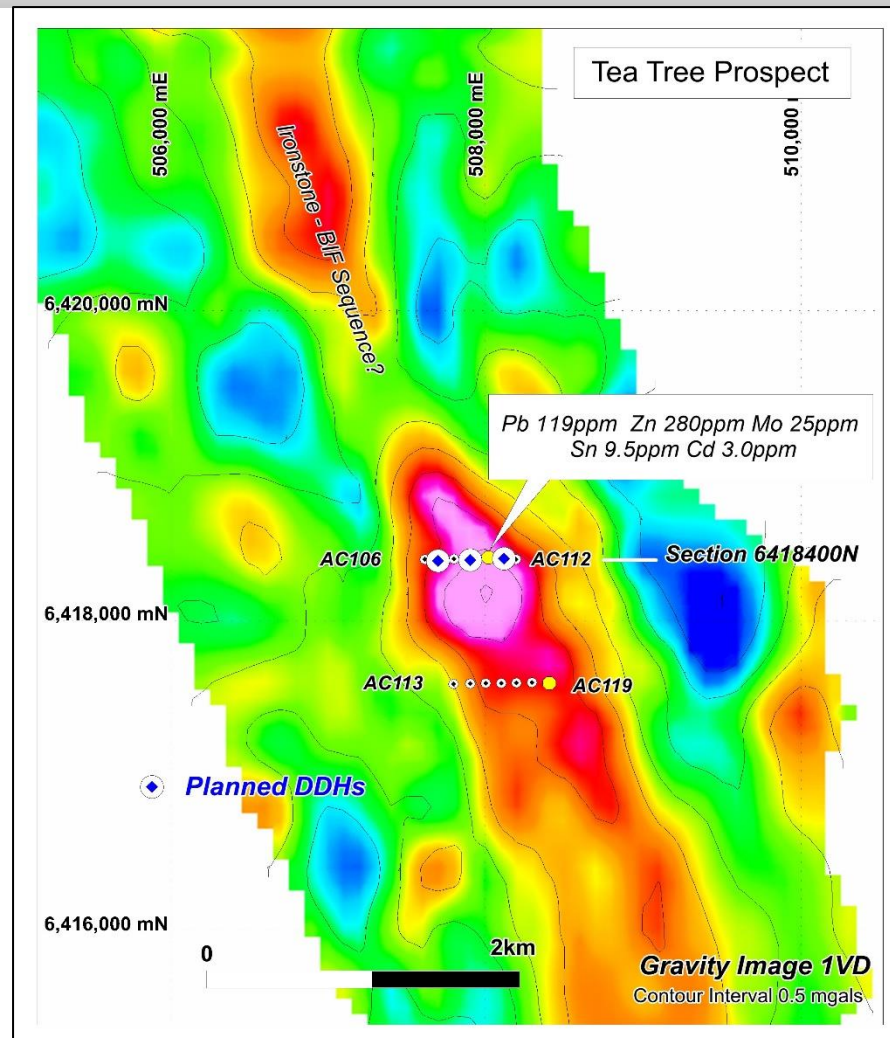 Tea Tree Prospect
506,000 mE
508,000 mE
510,000 m
Ironstone - BIF Sequence?
6,420,000 mN
Pb 119ppm Zn 280ppm Mo 25ppm
Sn 9.5ppm Cd 3.0ppm
AC106
AC112
Section 6418400N
6,418,000 mN
AC113
AC119
Planned DDHs
6,416,000 mN
0
2km
Gravity Image 1VD
Contour Interval 0.5 mgals